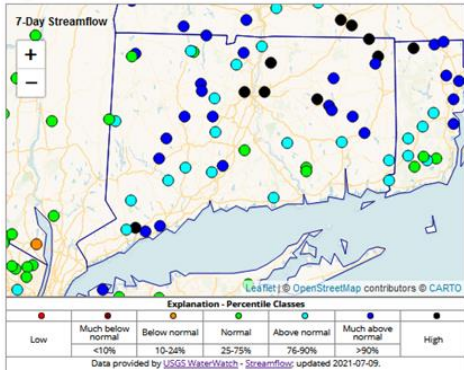 7-Day Streamflow
+
−
Leaflet | © OpenStreetMap contributors © CARTO
Explanation - Percentile Classes
Low
Much below normal
Below normal
Normal
Above normal
Much above normal
High
<10%
10-24%
25-75%
76-90%
>90%
Data provided by USGS WaterWatch - Streamflow; updated 2021-07-09.